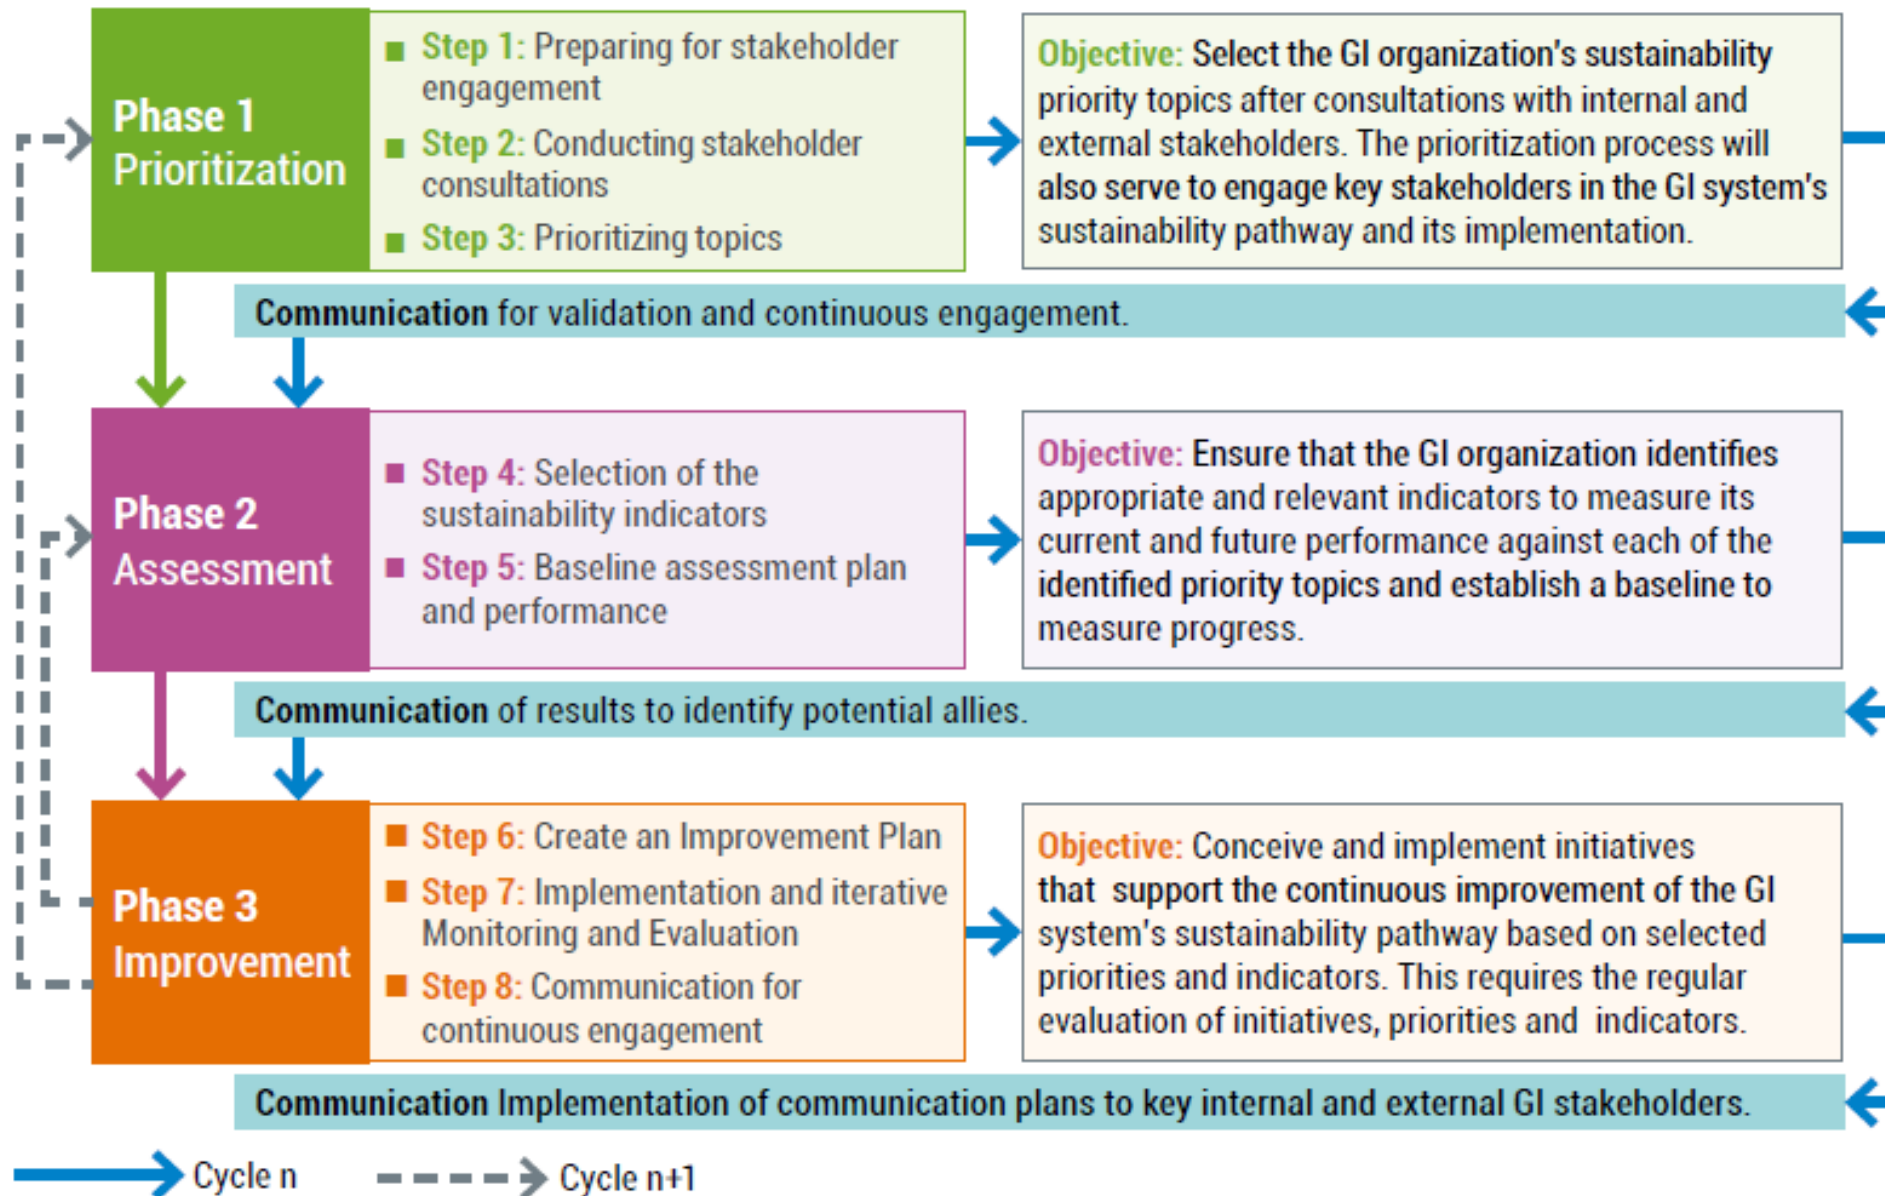 Phase 1
Prioritization
Step 1: Preparing for stakeholder
engagement
Step 2: Conducting stakeholder
consultations
Step 3: Prioritizing topics
Objective: Select the GI organization's sustainability
priority topics after consultations with internal and
external stakeholders. The prioritization process will
also serve to engage key stakeholders in the GI system's
sustainability pathway and its implementation.
Communication for validation and continuous engagement.
Phase 2
Assessment
Step 4: Selection of the
sustainability indicators
Step 5: Baseline assessment plan
and performance
Objective: Ensure that the GI organization identifies
appropriate and relevant indicators to measure its
current and future performance against each of the
identified priority topics and establish a baseline to
measure progress.
Communication of results to identify potential allies.
Phase 3
Improvement
Step 6: Create an Improvement Plan
Step 7: Implementation and iterative
Monitoring and Evaluation
Step 8: Communication for
continuous engagement
Objective: Conceive and implement initiatives
that support the continuous improvement of the GI
system's sustainability pathway based on selected
priorities and indicators. This requires the regular
evaluation of initiatives, priorities and indicators.
Communication Implementation of communication plans to key internal and external GI stakeholders.
Cycle n
Cycle n+1